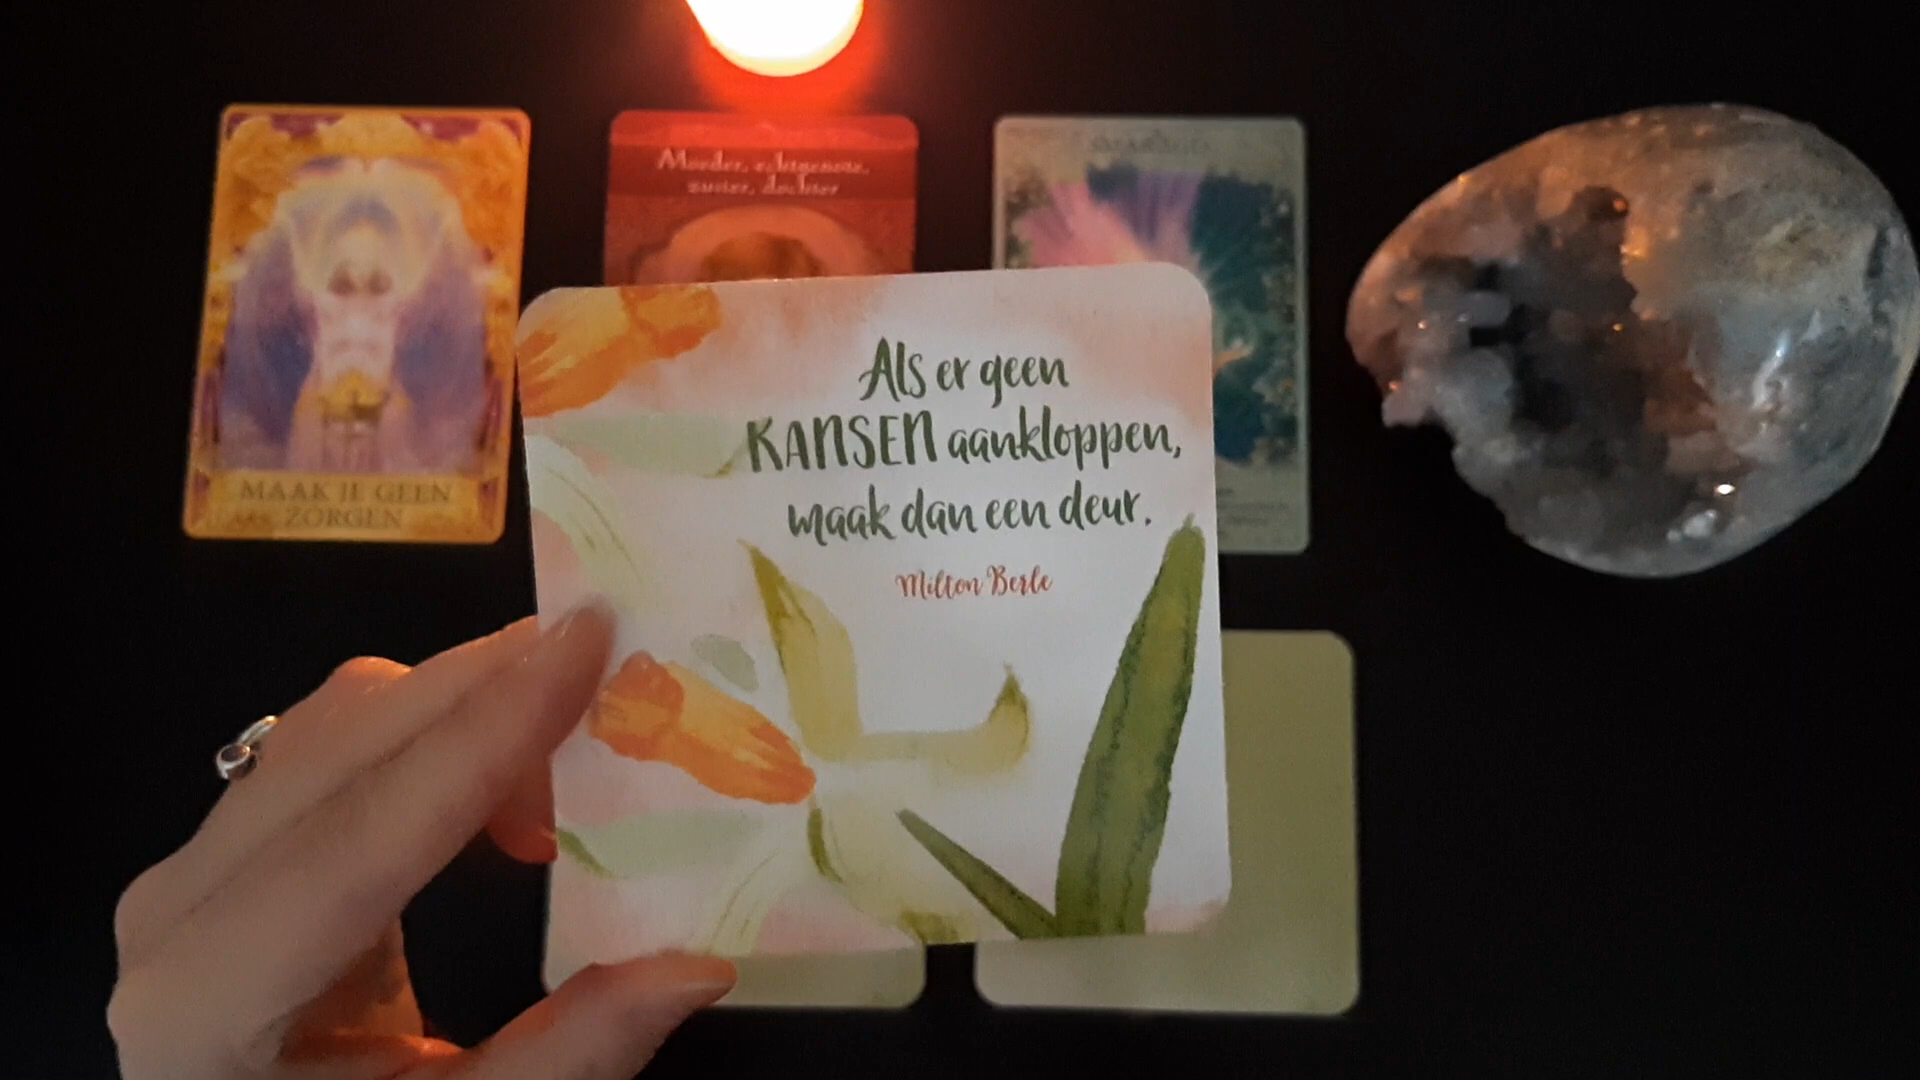 MAAK JE GEEN
ZORGEN
Moeder, echtgenote,
zuster, dochter
Als er geen
KANSEN aankloppen,
maak dan een deur.
Milton Berle